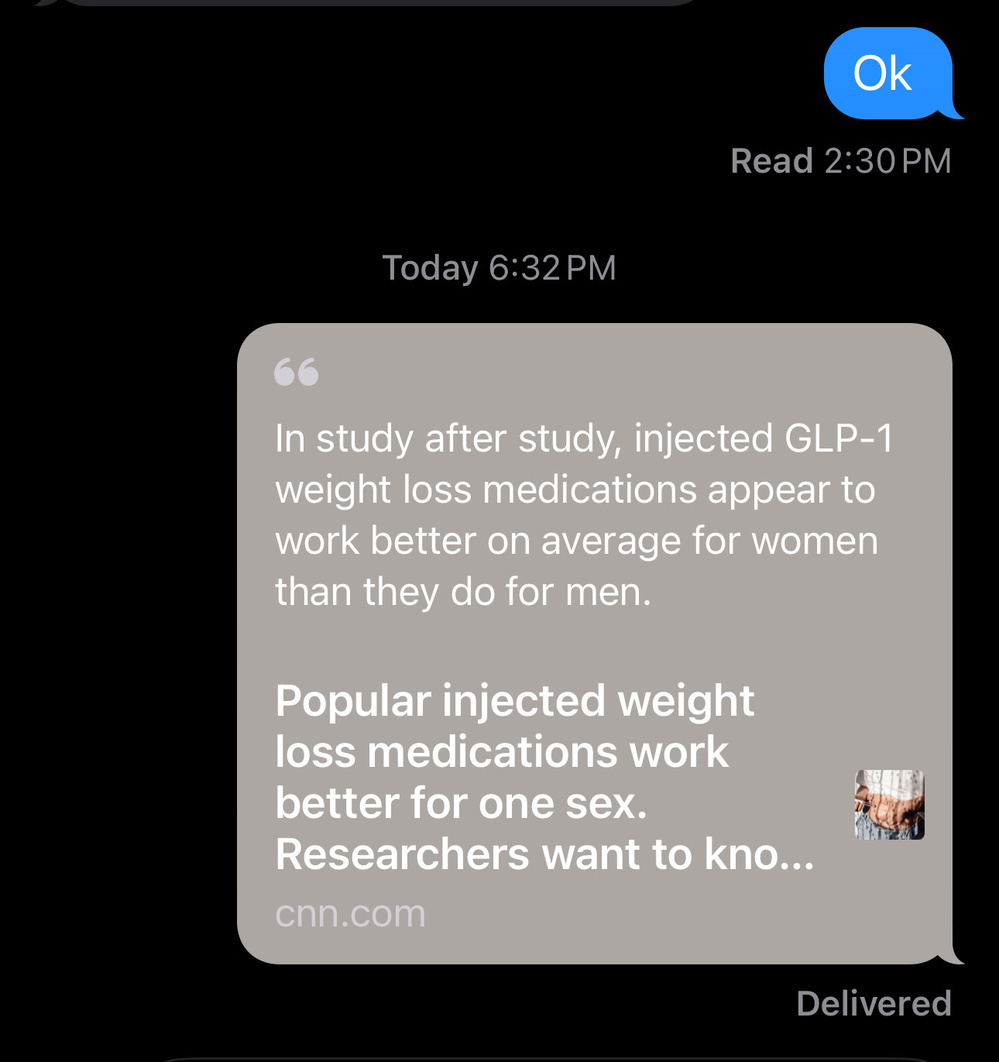 Ok
Read 2:30 PM
Today 6:32 PM
“
In study after study, injected GLP-1
weight loss medications appear to
work better on average for women
than they do for men.
Popular injected weight
loss medications work
better for one sex.
Researchers want to kno...
cnn.com
Delivered